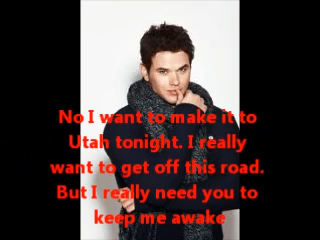 No I want to make it to
Utah tonight. I really
want to get off this road.
But I really need you to
keep me awake